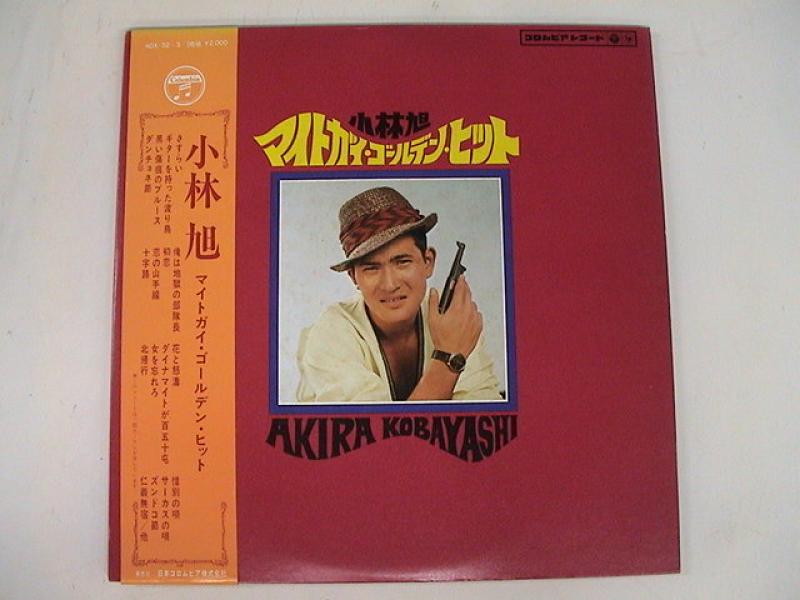 コロムビアレコード
小林旭
マイトガイ・ゴールデン・ヒット
AKIRA KOBAYASHI
Columbia
小林 旭
マイトガイ・ゴールデン・ヒット
さすらい
ギターを持った渡り鳥
黒い傷痕のブルース
ダンチョネ節
俺は地獄の部隊長
初恋
恋の山手線
十字路
花と怒濤
ダイナマイトが百五十屯
女を忘れろ
北帰行
惜別の唄
サーカスの唄
ズンドコ節
仁義無宿/他
発売元 日本コロムビア株式会社